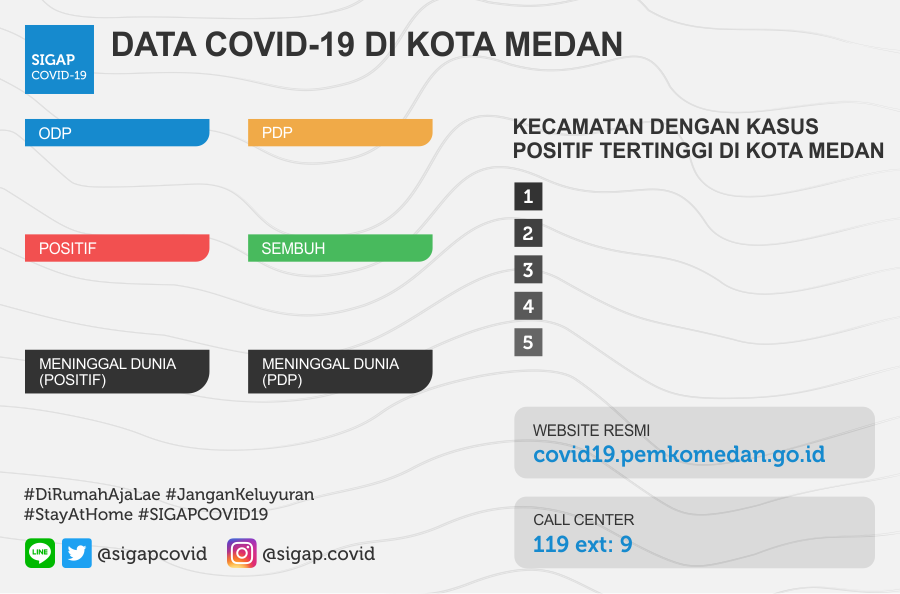 SIGAP
COVID-19
DATA COVID-19 DI KOTA MEDAN
ODP
PDP
POSITIF
SEMBUH
MENINGGAL DUNIA
(POSITIF)
MENINGGAL DUNIA
(PDP)
KECAMATAN DENGAN KASUS
POSITIF TERTINGGI DI KOTA MEDAN
1
2
3
4
5
WEBSITE RESMI
covid19.pemkomedan.go.id
CALL CENTER
119 ext: 9
#DiRumahAjaLae #JanganKeluyuran
#StayAtHome #SIGAPCOVID19
LINE
@sigapcovid
@sigap.covid